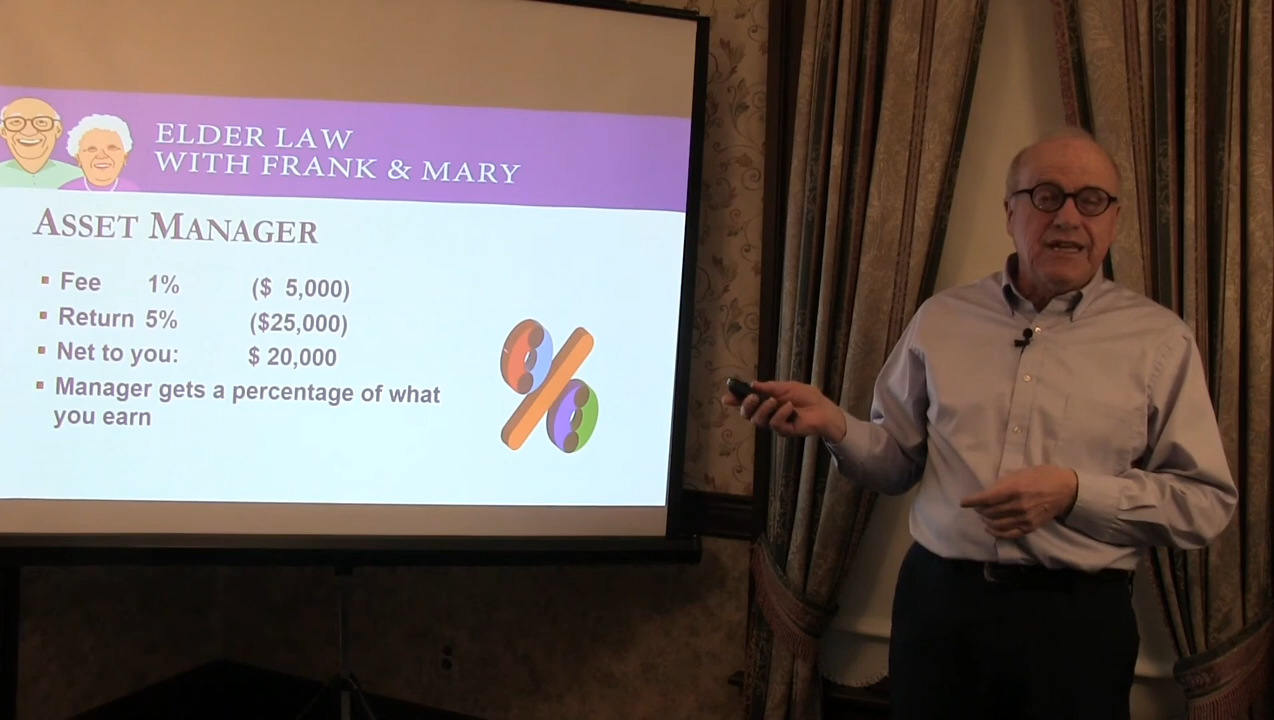 ELDER LAW
WITH FRANK & MARY
ASSET MANAGER
▪ Fee 1% ($ 5,000)
▪ Return 5% ($25,000)
▪ Net to you: $ 20,000
▪ Manager gets a percentage of what
you earn